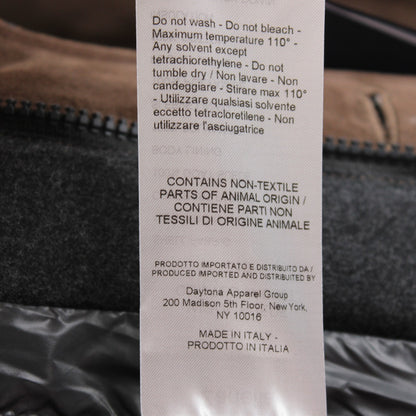 Do not wash - Do not bleach -
Maximum temperature 110° -
Any solvent except
tetrachlorethylene - Do not
tumble dry / Non lavare - Non
candeggiare - Stirare max 110°
- Utilizzare qualsiasi solvente
eccetto tetracloretilene - Non
utilizzare l'asciugatrice
CONTAINS NON-TEXTILE
PARTS OF ANIMAL ORIGIN /
CONTIENE PARTI NON
TESSILI DI ORIGINE ANIMALE
PRODOTTO IMPORTATO E DISTRIBUITO DA /
PRODUCED IMPORTED AND DISTRIBUTED BY
Daytona Apparel Group
200 Madison 5th Floor, New York,
NY 10016
MADE IN ITALY -
PRODOTTO IN ITALIA